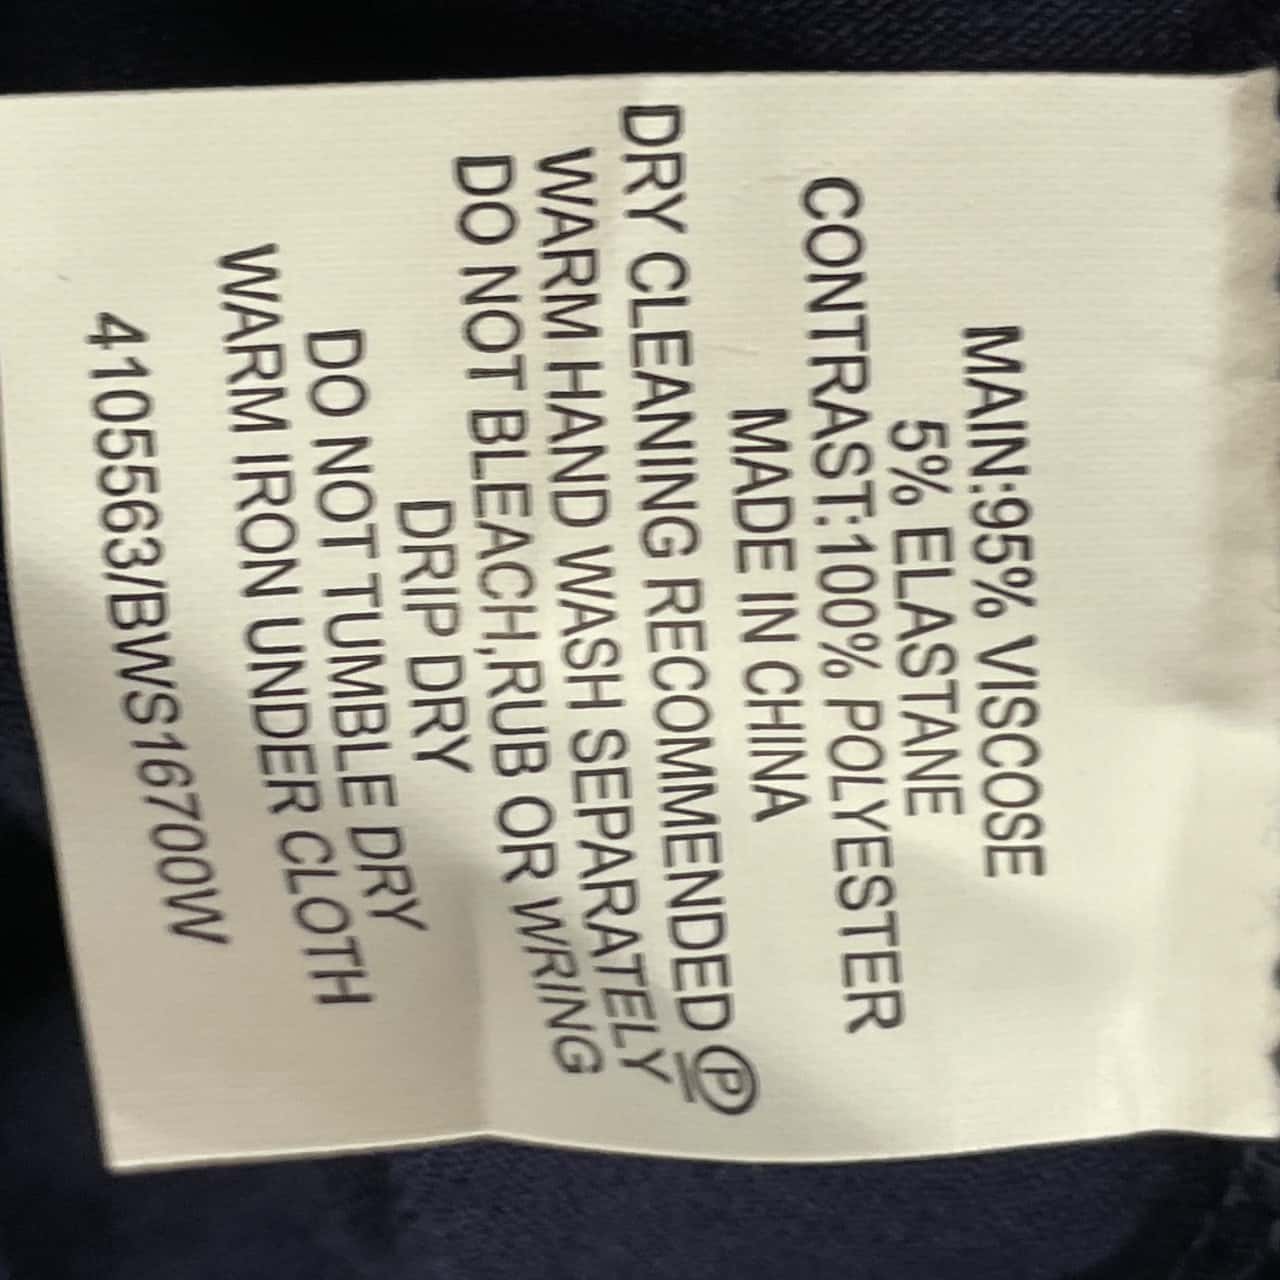 MAIN:95% VISCOSE
5% ELASTANE
CONTRAST:100% POLYESTER
MADE IN CHINA
DRY CLEANING RECOMMENDED Ⓟ
WARM HAND WASH SEPARATELY
DO NOT BLEACH,RUB OR WRING
DRIP DRY
DO NOT TUMBLE DRY
WARM IRON UNDER CLOTH
4105563/BWS16700W